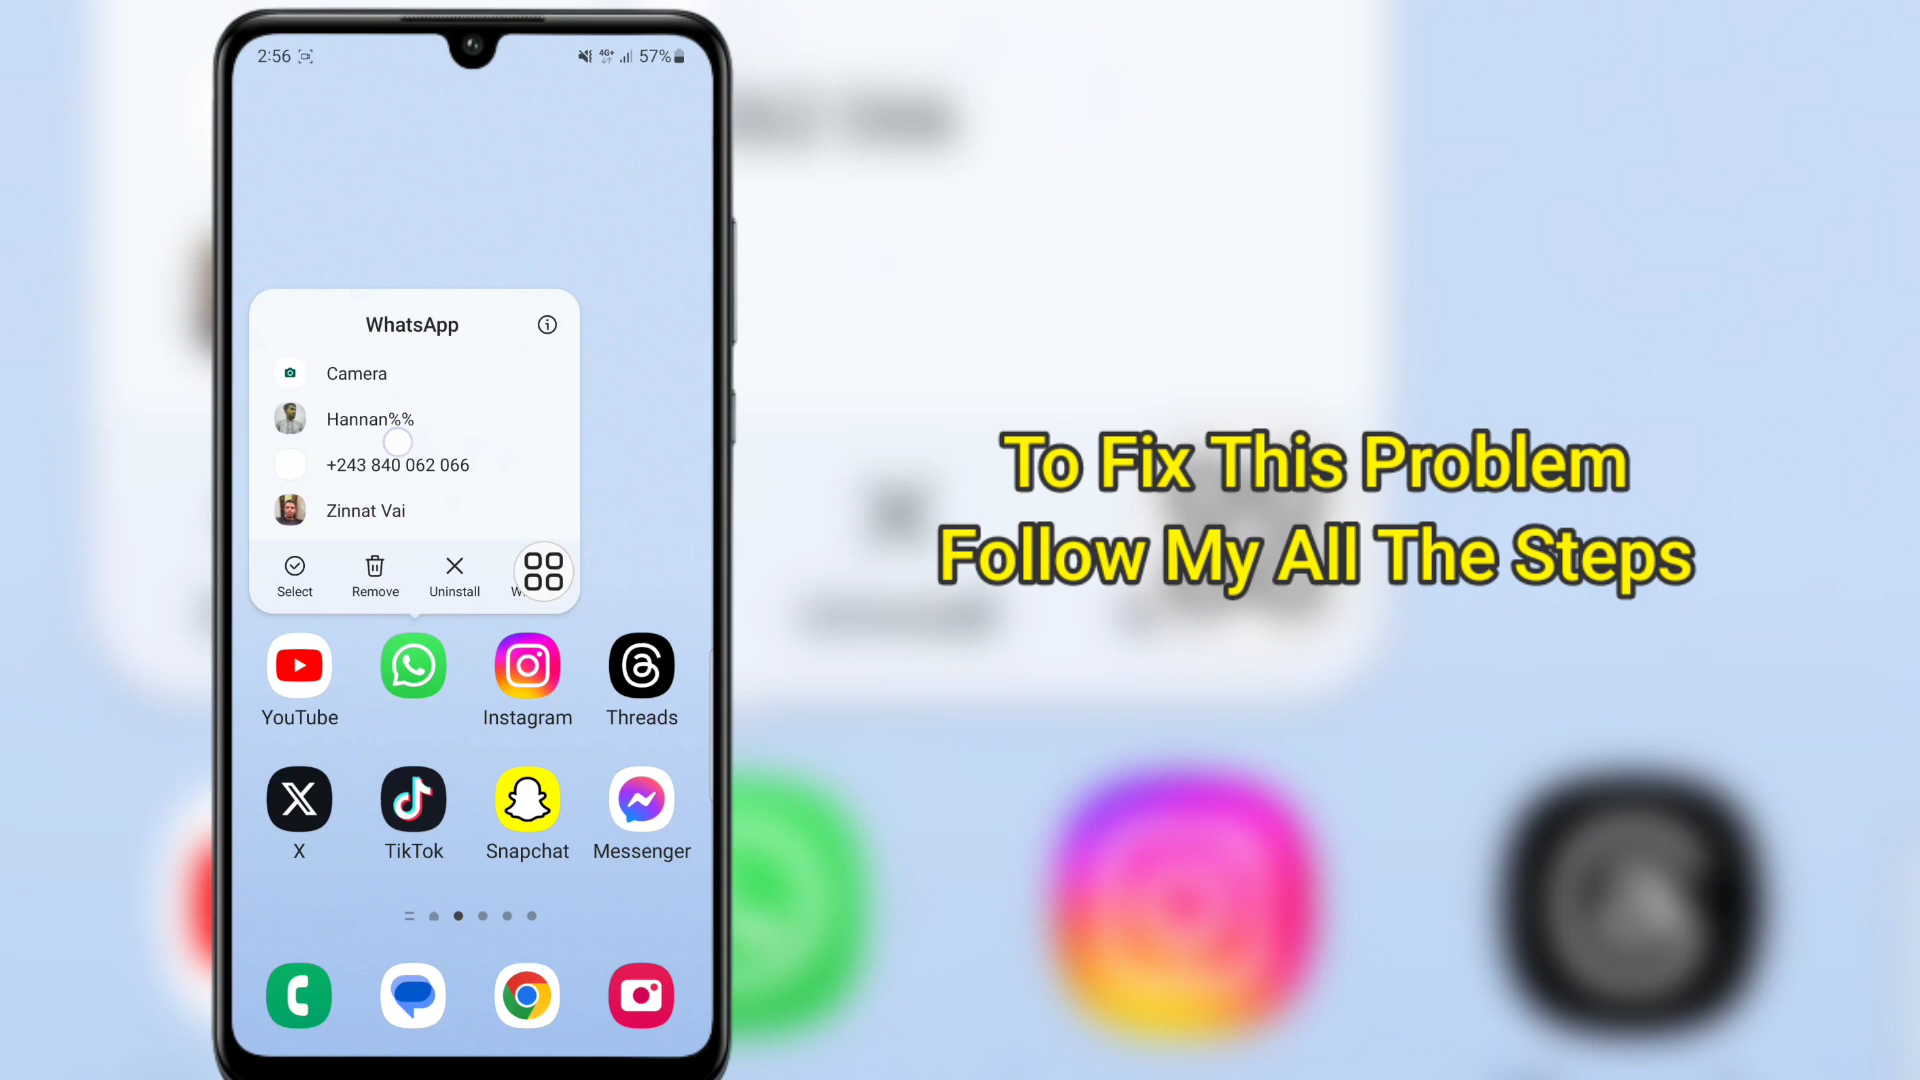 2:56
4G+
57%
WhatsApp
Camera
Hannan%%
+243 840 062 066
Zinnat Vai
Select
Remove
Uninstall
YouTube
Instagram
Threads
X
TikTok
Snapchat
Messenger
To Fix This Problem
Follow My All The Steps